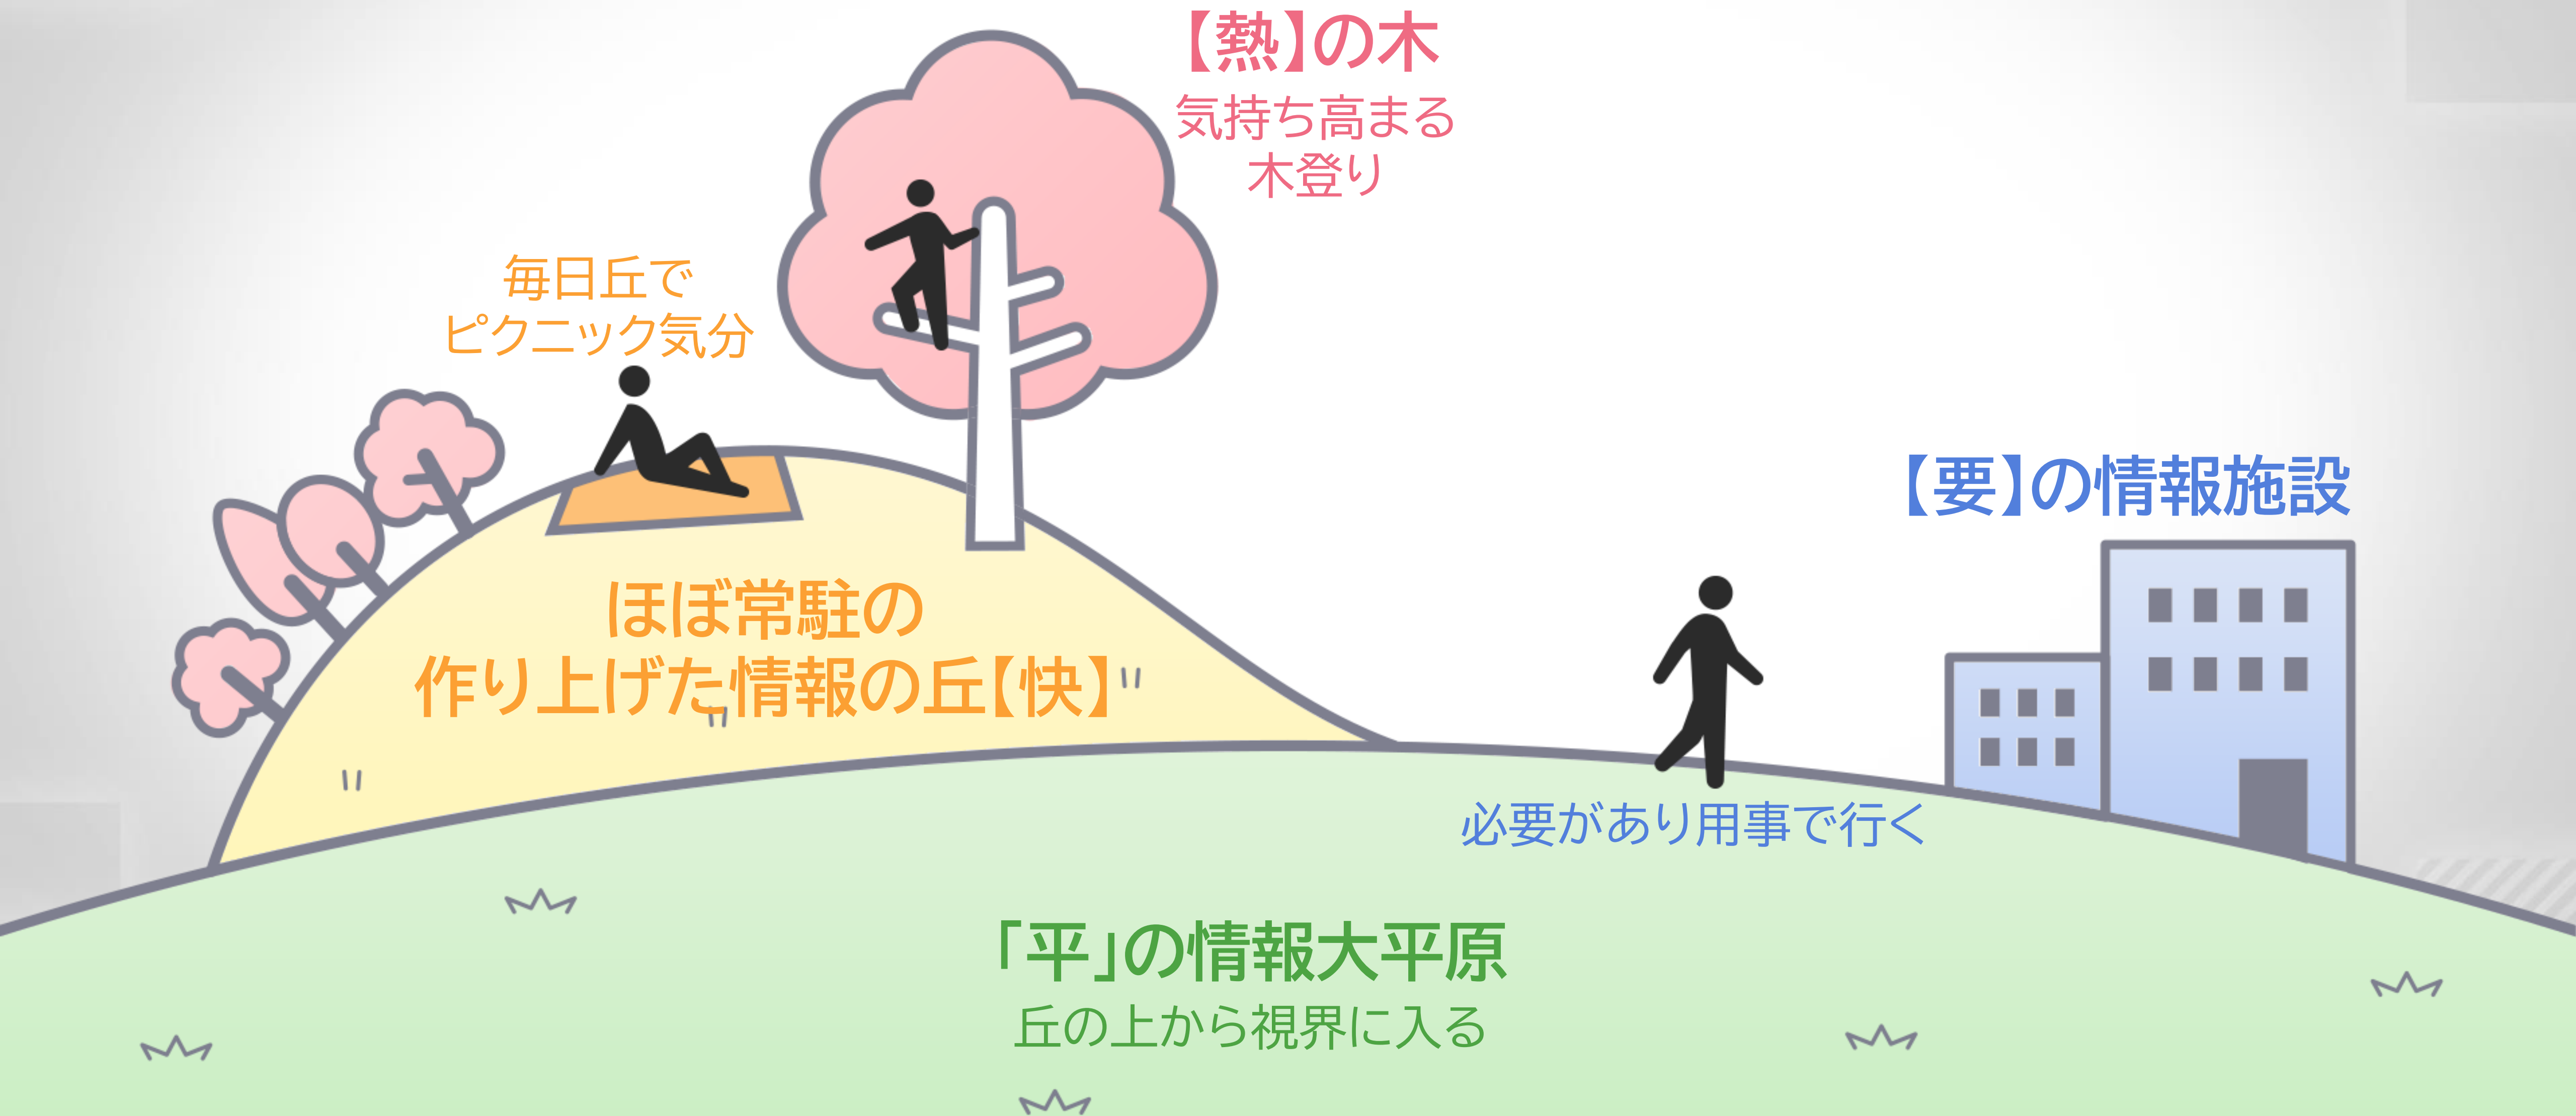 【熱】の木
気持ち高まる
木登り
毎日丘で
ピクニック気分
ほぼ常駐の
作り上げた情報の丘【快】
【要】の情報施設
必要があり用事で行く
「平」の情報大平原
丘の上から視界に入る